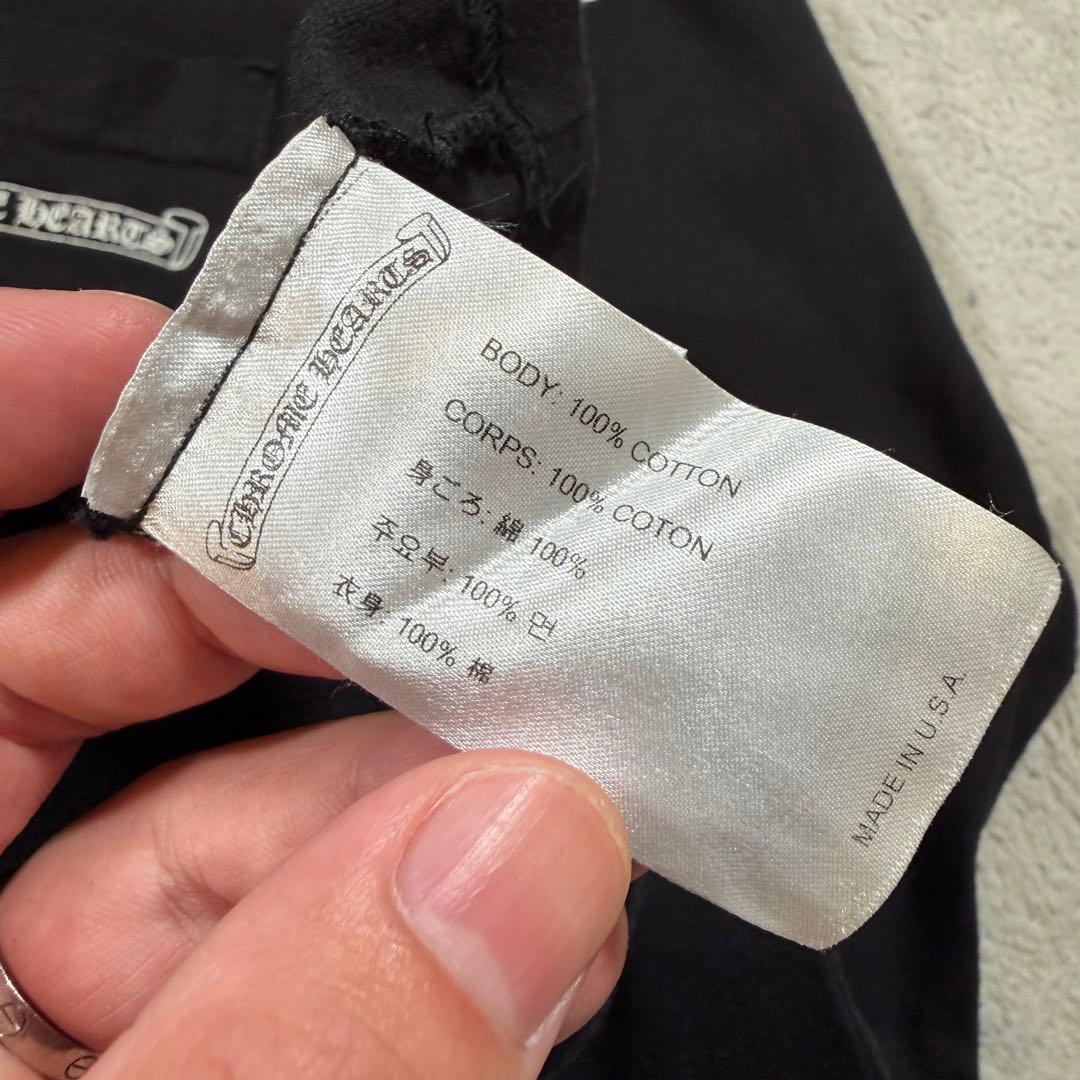 E HEARTS
CHROME HEARTS
BODY: 100% COTTON
CORPS: 100% COTON
身ごろ: 綿 100%
주요부: 100% 면
衣身: 100% 棉
MADE IN U.S.A.